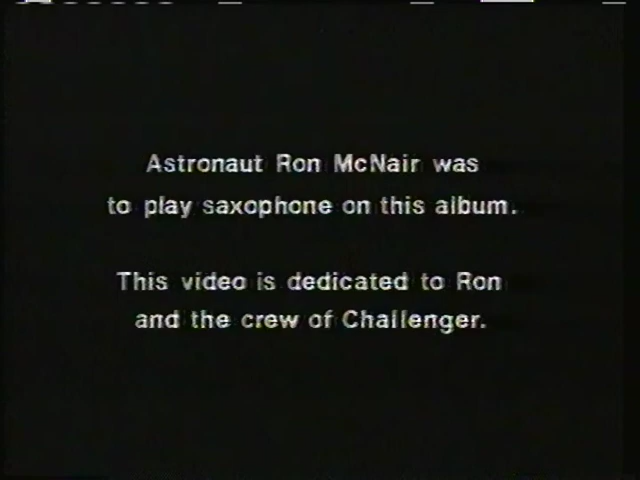 Astronaut Ron McNair was
to play saxophone on this album.
This video is dedicated to Ron
and the crew of Challenger.